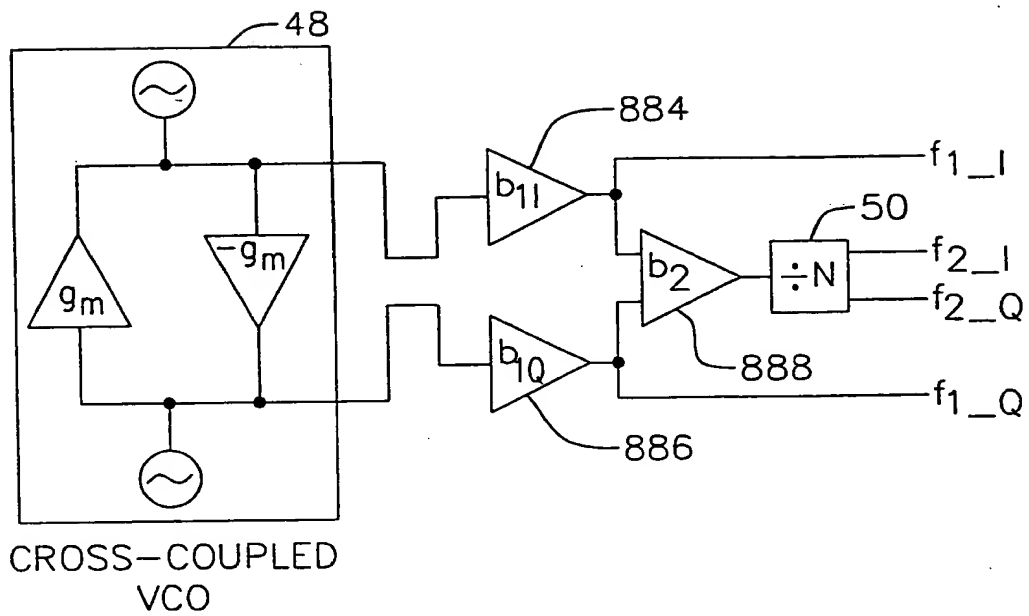 48
884
b1I
f1_I
50
-gm
gm
b2
÷N
f2_I
f2_Q
b1Q
888
f1_Q
886
CROSS-COUPLED
VCO